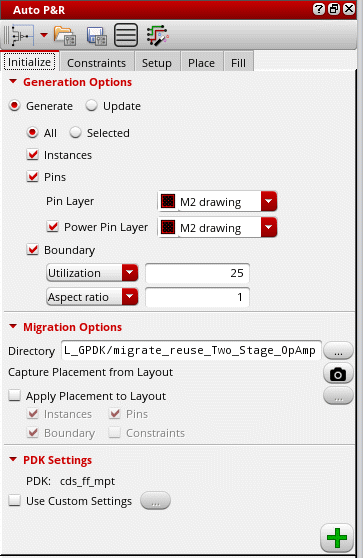 Auto P&R
Initialize Constraints Setup Place Fill
Generation Options
Generate Update
All Selected
Instances
Pins
Pin Layer M2 drawing
Power Pin Layer M2 drawing
Boundary
Utilization 25
Aspect ratio 1
Migration Options
Directory L_GPDK/migrate_reuse_Two_Stage_OpAmp ...
Capture Placement from Layout
Apply Placement to Layout ...
Instances Pins
Boundary Constraints
PDK Settings
PDK: cds_ff_mpt
Use Custom Settings ...